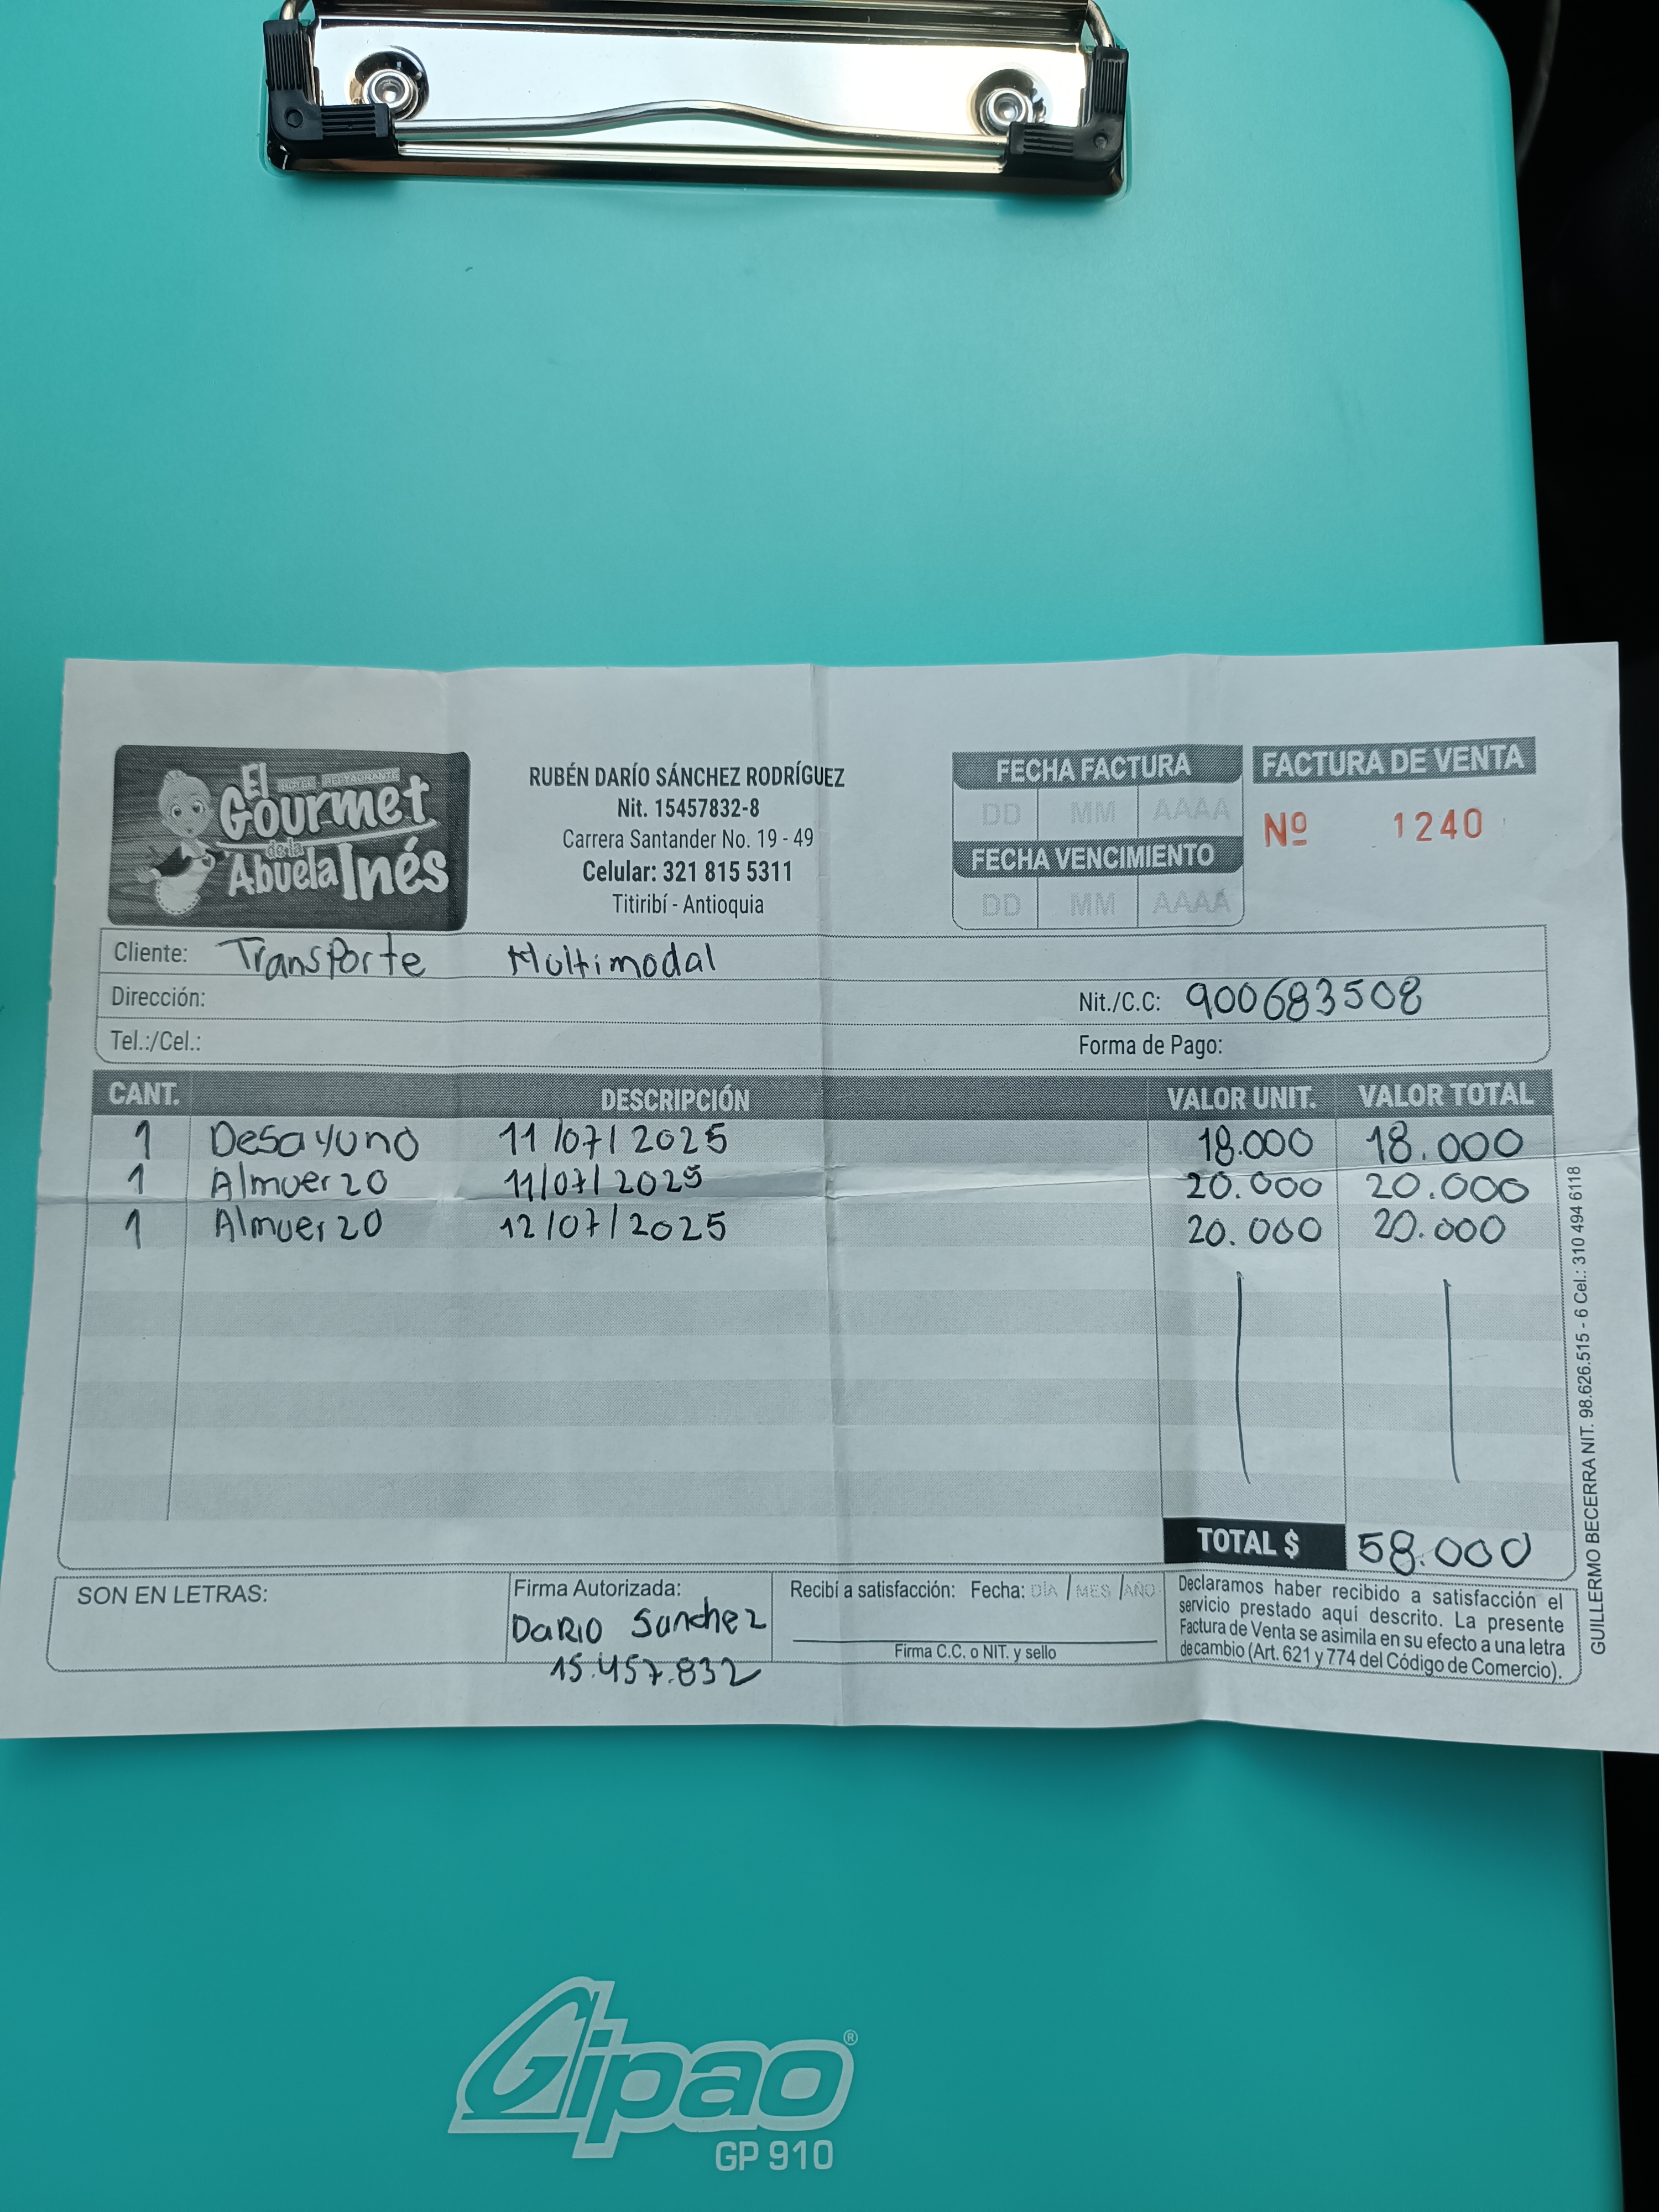 El
HOTEL RESTAURANTE
Gourmet
de la
Abuela Inés
RUBÉN DARÍO SÁNCHEZ RODRÍGUEZ
Nit. 15457832-8
Carrera Santander No. 19 - 49
Celular: 321 815 5311
Titiribí - Antioquia
FECHA FACTURA
DD MM AAAA
FECHA VENCIMIENTO
DD MM AAAA
FACTURA DE VENTA
Nº 1240
Cliente: Transporte Multimodal
Dirección: Nit./C.C: 900683508
Tel.:/Cel.: Forma de Pago:
CANT. DESCRIPCIÓN VALOR UNIT. VALOR TOTAL
1 Desayuno 11/07/2025 18.000 18.000
1 Almuerzo 11/07/2025 20.000 20.000
1 Almuerzo 12/07/2025 20.000 20.000
TOTAL $ 58.000
SON EN LETRAS:
Firma Autorizada:
DaRIO Sanchez
15.457.832
Recibí a satisfacción: Fecha: DÍA / MES / AÑO
Firma C.C. o NIT. y sello
Declaramos haber recibido a satisfacción el
servicio prestado aquí descrito. La presente
Factura de Venta se asimila en su efecto a una letra
de cambio (Art. 621 y 774 del Código de Comercio).
GUILLERMO BECERRA NIT. 98.626.515 - 6 Cel.: 310 494 6118
Gipao®
GP 910